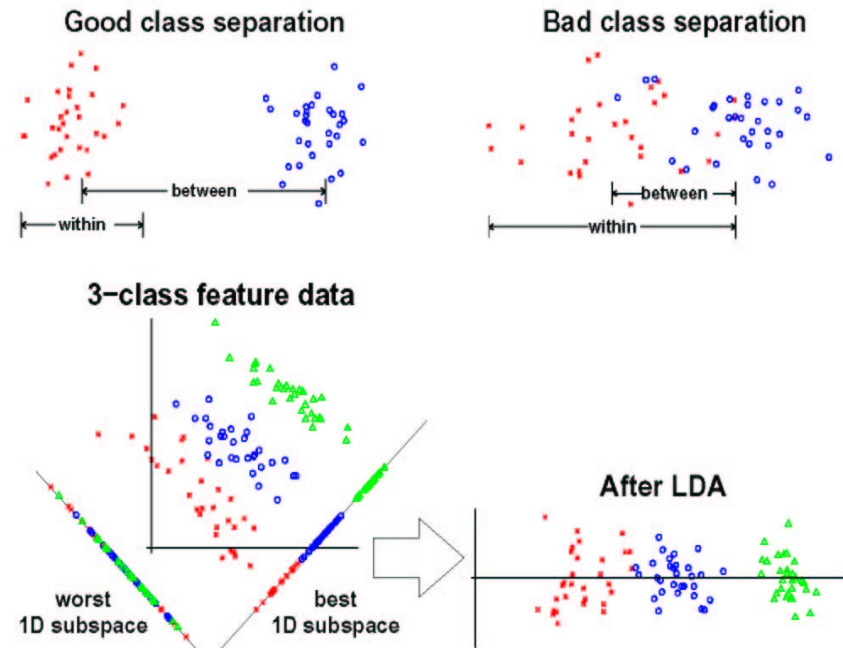 Good class separation
between
within
Bad class separation
between
within
3−class feature data
worst
1D subspace
best
1D subspace
After LDA